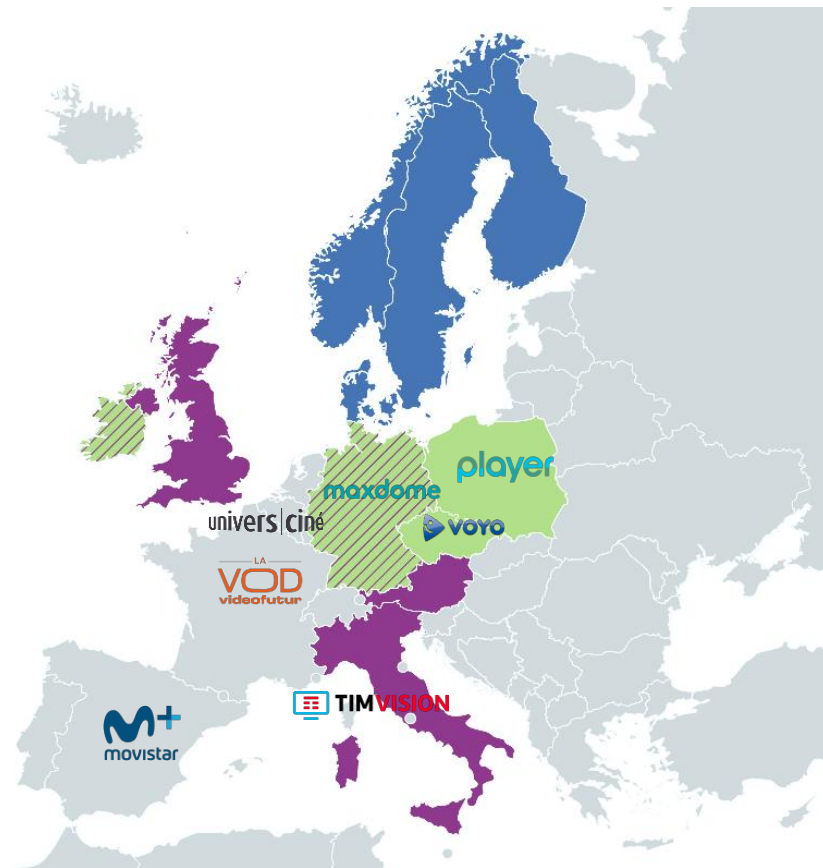 player
maxdome
univers|ciné
voyo
LA
VOD
videofutur
TIMVISION
M+
movistar